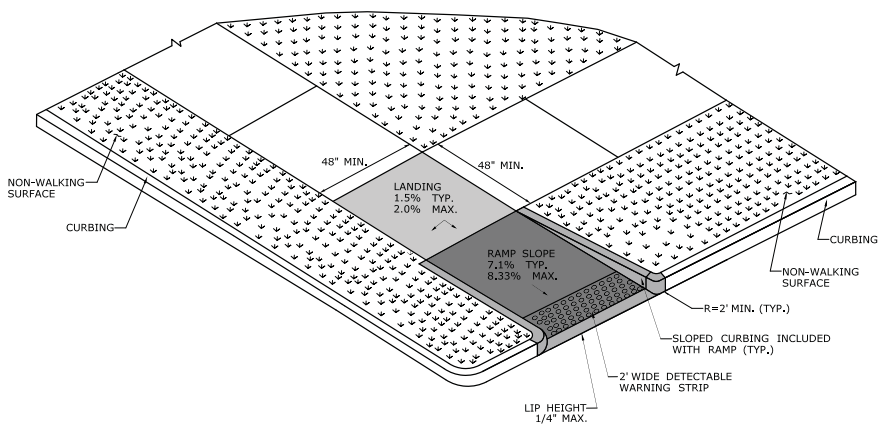 48" MIN.
48" MIN.
NON-WALKING
SURFACE
LANDING
1.5% TYP.
2.0% MAX.
CURBING
CURBING
RAMP SLOPE
7.1% TYP.
8.33% MAX.
NON-WALKING
SURFACE
R=2' MIN. (TYP.)
SLOPED CURBING INCLUDED
WITH RAMP (TYP.)
2' WIDE DETECTABLE
WARNING STRIP
LIP HEIGHT
1/4" MAX.